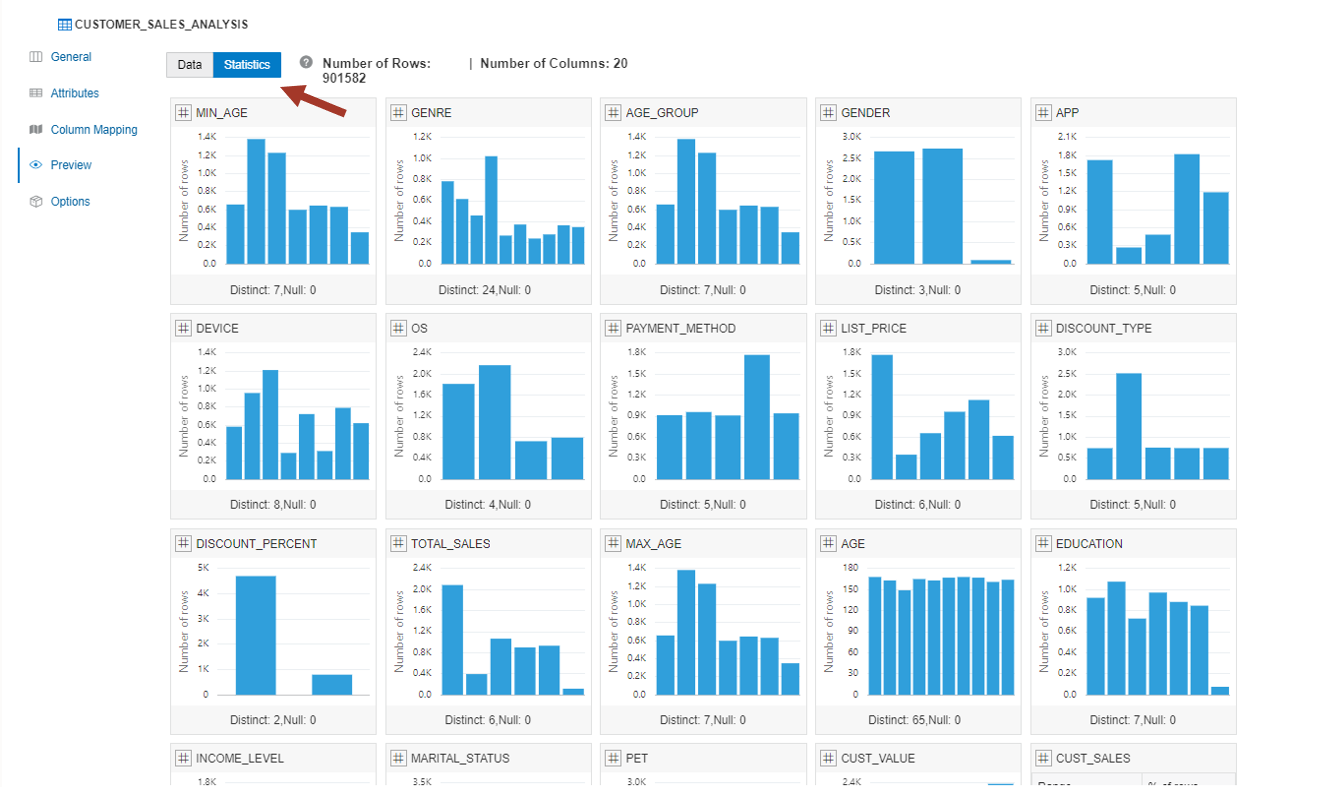 CUSTOMER_SALES_ANALYSIS
General
Attributes
Column Mapping
Preview
Options
Data
Statistics
? Number of Rows: 901582 | Number of Columns: 20
MIN_AGE
Number of rows
1.4K
1.2K
1.0K
0.8K
0.6K
0.4K
0.2K
0.0
Distinct: 7,Null: 0
GENRE
Number of rows
1.2K
1.0K
0.8K
0.6K
0.4K
0.2K
0.0
Distinct: 24,Null: 0
AGE_GROUP
Number of rows
1.4K
1.2K
1.0K
0.8K
0.6K
0.4K
0.2K
0.0
Distinct: 7,Null: 0
GENDER
Number of rows
3.0K
2.5K
2.0K
1.5K
1.0K
0.5K
0.0
Distinct: 3,Null: 0
APP
Number of rows
2.1K
1.8K
1.5K
1.2K
0.9K
0.6K
0.3K
0.0
Distinct: 5,Null: 0
DEVICE
Number of rows
1.4K
1.2K
1.0K
0.8K
0.6K
0.4K
0.2K
0.0
Distinct: 8,Null: 0
OS
Number of rows
2.4K
2.0K
1.6K
1.2K
0.8K
0.4K
0.0
Distinct: 4,Null: 0
PAYMENT_METHOD
Number of rows
1.8K
1.5K
1.2K
0.9K
0.6K
0.3K
0.0
Distinct: 5,Null: 0
LIST_PRICE
Number of rows
1.8K
1.5K
1.2K
0.9K
0.6K
0.3K
0.0
Distinct: 6,Null: 0
DISCOUNT_TYPE
Number of rows
3.0K
2.5K
2.0K
1.5K
1.0K
0.5K
0.0
Distinct: 5,Null: 0
DISCOUNT_PERCENT
Number of rows
5K
4K
3K
2K
1K
0
Distinct: 2,Null: 0
TOTAL_SALES
Number of rows
2.4K
2.0K
1.6K
1.2K
0.8K
0.4K
0.0
Distinct: 6,Null: 0
MAX_AGE
Number of rows
1.4K
1.2K
1.0K
0.8K
0.6K
0.4K
0.2K
0.0
Distinct: 7,Null: 0
AGE
Number of rows
180
150
120
90
60
30
0
Distinct: 65,Null: 0
EDUCATION
Number of rows
1.2K
1.0K
0.8K
0.6K
0.4K
0.2K
0.0
Distinct: 7,Null: 0
INCOME_LEVEL
1.8K
MARITAL_STATUS
3.5K
PET
3.0K
CUST_VALUE
2.4K
CUST_SALES
Range
% of rows